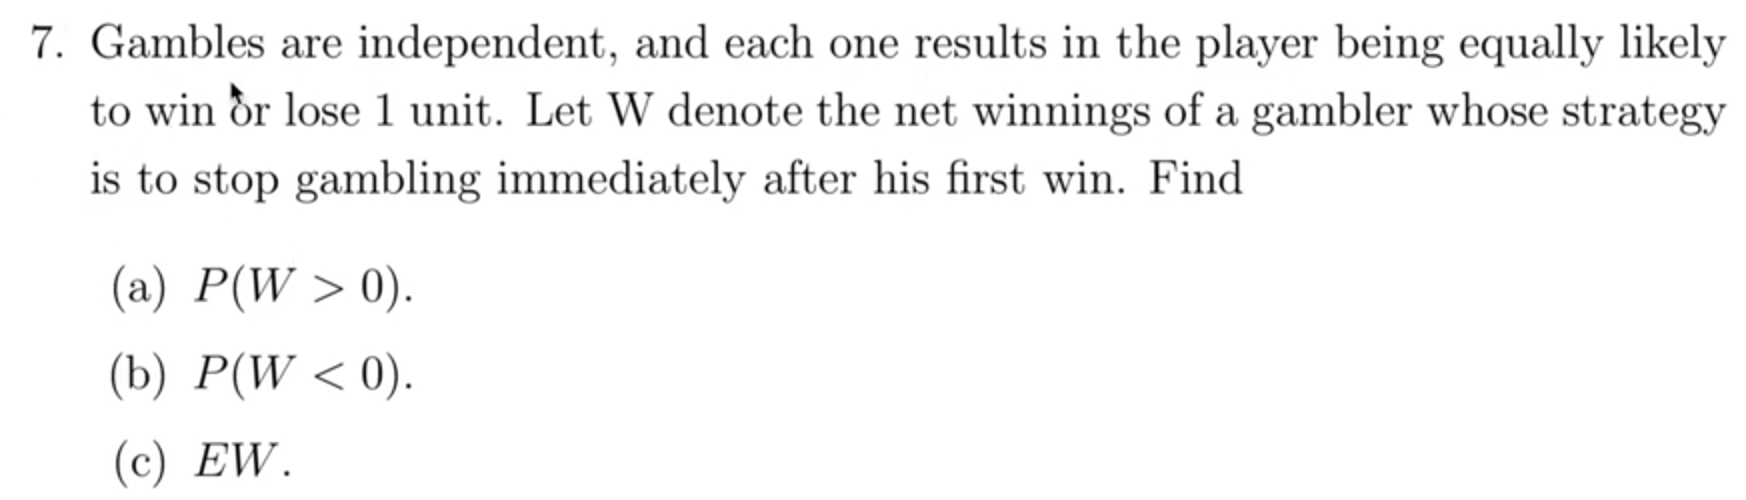 7. Gambles are independent, and each one results in the player being equally likely
to win or lose 1 unit. Let W denote the net winnings of a gambler whose strategy
is to stop gambling immediately after his first win. Find
(a) P(W > 0).
(b) P(W < 0).
(c) EW.